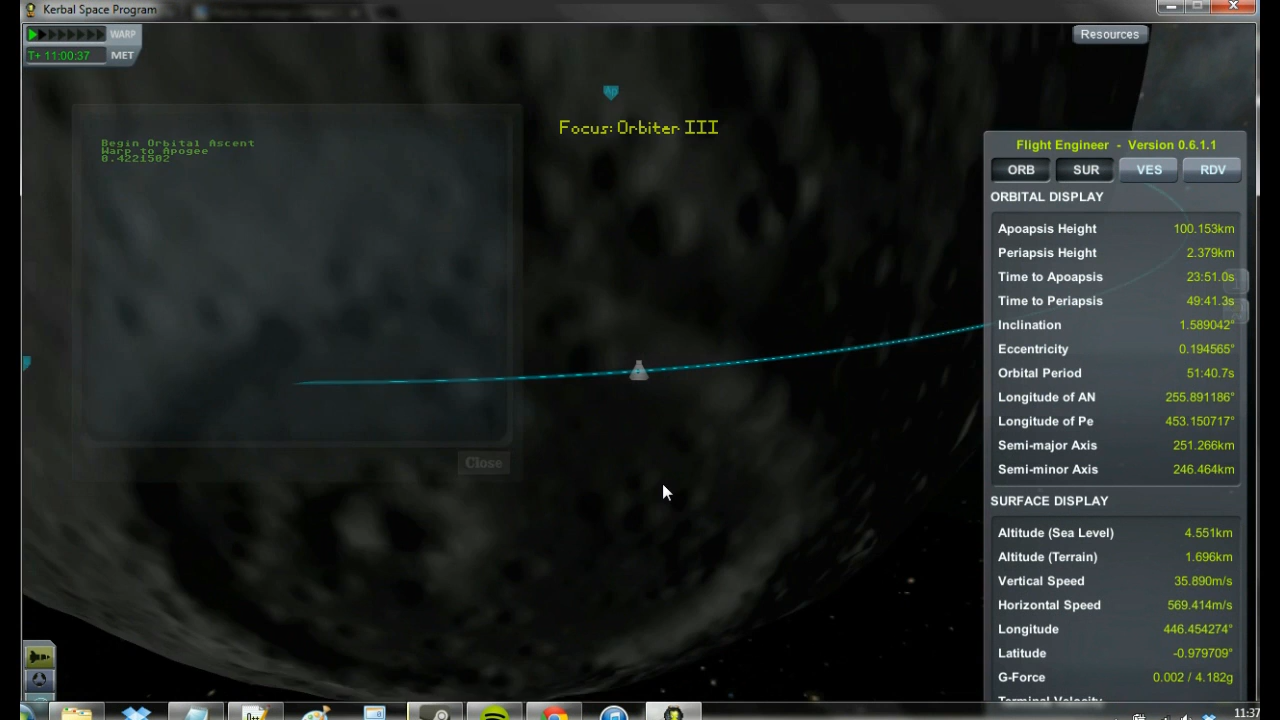 Kerbal Space Program
WARP
T+ 11:00:37 MET
Resources
Ap
Focus: Orbiter III
Begin Orbital Ascent
Warp to Apogee
0.4221502
Close
Flight Engineer - Version 0.6.1.1
ORB SUR VES RDV
ORBITAL DISPLAY
Apoapsis Height 100.153km
Periapsis Height 2.379km
Time to Apoapsis 23:51.0s
Time to Periapsis 49:41.3s
Inclination 1.589042°
Eccentricity 0.194565°
Orbital Period 51:40.7s
Longitude of AN 255.891186°
Longitude of Pe 453.150717°
Semi-major Axis 251.266km
Semi-minor Axis 246.464km
SURFACE DISPLAY
Altitude (Sea Level) 4.551km
Altitude (Terrain) 1.696km
Vertical Speed 35.890m/s
Horizontal Speed 569.414m/s
Longitude 446.454274°
Latitude -0.979709°
G-Force 0.002 / 4.182g
Terminal Velocity
11:37